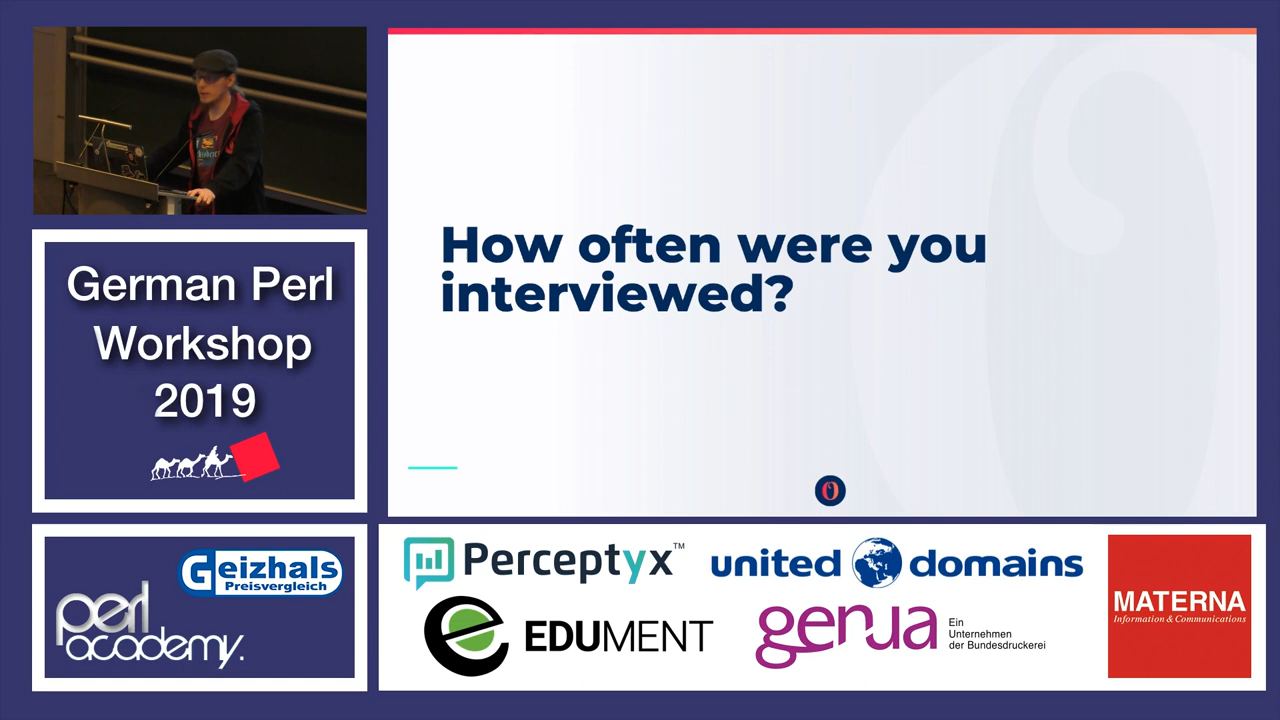 How often were you
interviewed?
German Perl
Workshop
2019
Geizhals
Preisvergleich
perl
academy.
Perceptyx™
united domains
EDUMENT
genua
Ein
Unternehmen
der Bundesdruckerei
MATERNA
Information & Communications